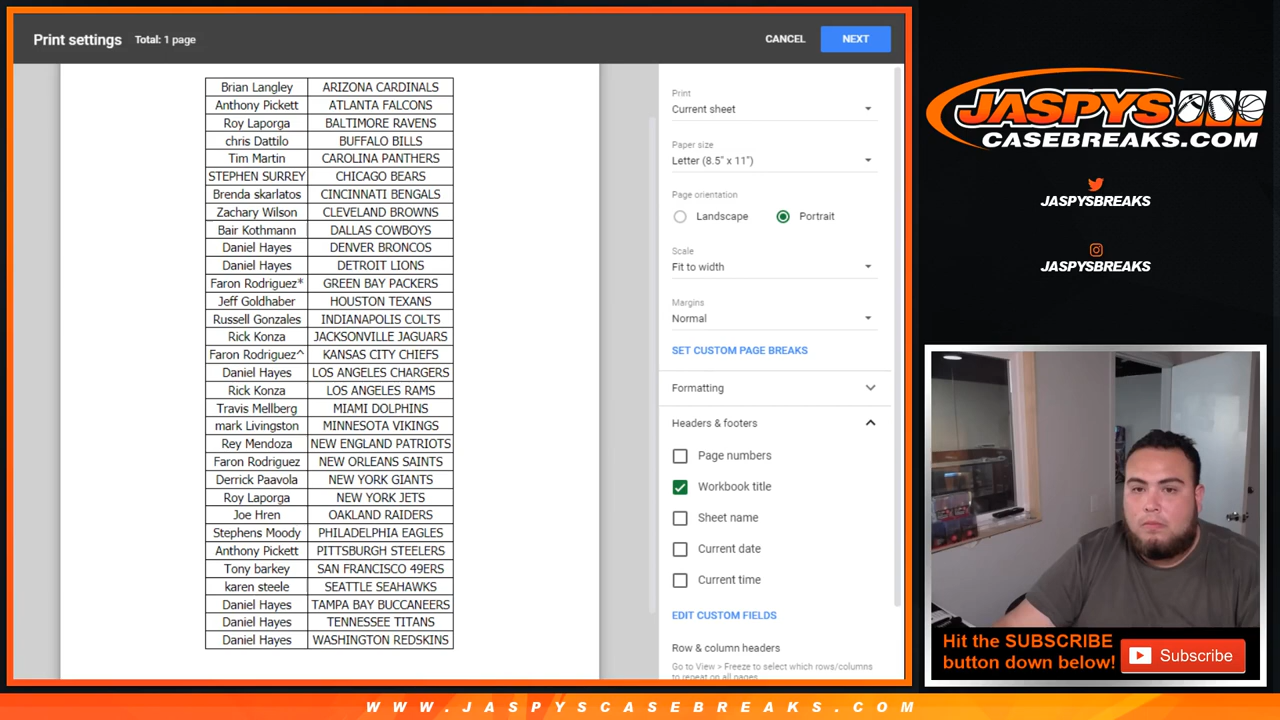 Print settings Total: 1 page CANCEL NEXT
Brian Langley ARIZONA CARDINALS
Anthony Pickett ATLANTA FALCONS
Roy Laporga BALTIMORE RAVENS
chris Dattilo BUFFALO BILLS
Tim Martin CAROLINA PANTHERS
STEPHEN SURREY CHICAGO BEARS
Brenda skarlatos CINCINNATI BENGALS
Zachary Wilson CLEVELAND BROWNS
Bair Kothmann DALLAS COWBOYS
Daniel Hayes DENVER BRONCOS
Daniel Hayes DETROIT LIONS
Faron Rodriguez* GREEN BAY PACKERS
Jeff Goldhaber HOUSTON TEXANS
Russell Gonzales INDIANAPOLIS COLTS
Rick Konza JACKSONVILLE JAGUARS
Faron Rodriguez^ KANSAS CITY CHIEFS
Daniel Hayes LOS ANGELES CHARGERS
Rick Konza LOS ANGELES RAMS
Travis Mellberg MIAMI DOLPHINS
mark Livingston MINNESOTA VIKINGS
Rey Mendoza NEW ENGLAND PATRIOTS
Faron Rodriguez NEW ORLEANS SAINTS
Derrick Paavola NEW YORK GIANTS
Roy Laporga NEW YORK JETS
Joe Hren OAKLAND RAIDERS
Stephens Moody PHILADELPHIA EAGLES
Anthony Pickett PITTSBURGH STEELERS
Tony barkey SAN FRANCISCO 49ERS
karen steele SEATTLE SEAHAWKS
Daniel Hayes TAMPA BAY BUCCANEERS
Daniel Hayes TENNESSEE TITANS
Daniel Hayes WASHINGTON REDSKINS
Print
Current sheet
Paper size
Letter (8.5" x 11")
Page orientation
Landscape Portrait
Scale
Fit to width
Margins
Normal
SET CUSTOM PAGE BREAKS
Formatting
Headers & footers
Page numbers
Workbook title
Sheet name
Current date
Current time
EDIT CUSTOM FIELDS
Row & column headers
Go to View > Freeze to select which rows/columns
to repeat on all pages
JASPYS
CASEBREAKS.COM
JASPYSBREAKS
JASPYSBREAKS
Hit the SUBSCRIBE
button down below!
Subscribe
WWW.JASPYSCASEBREAKS.COM